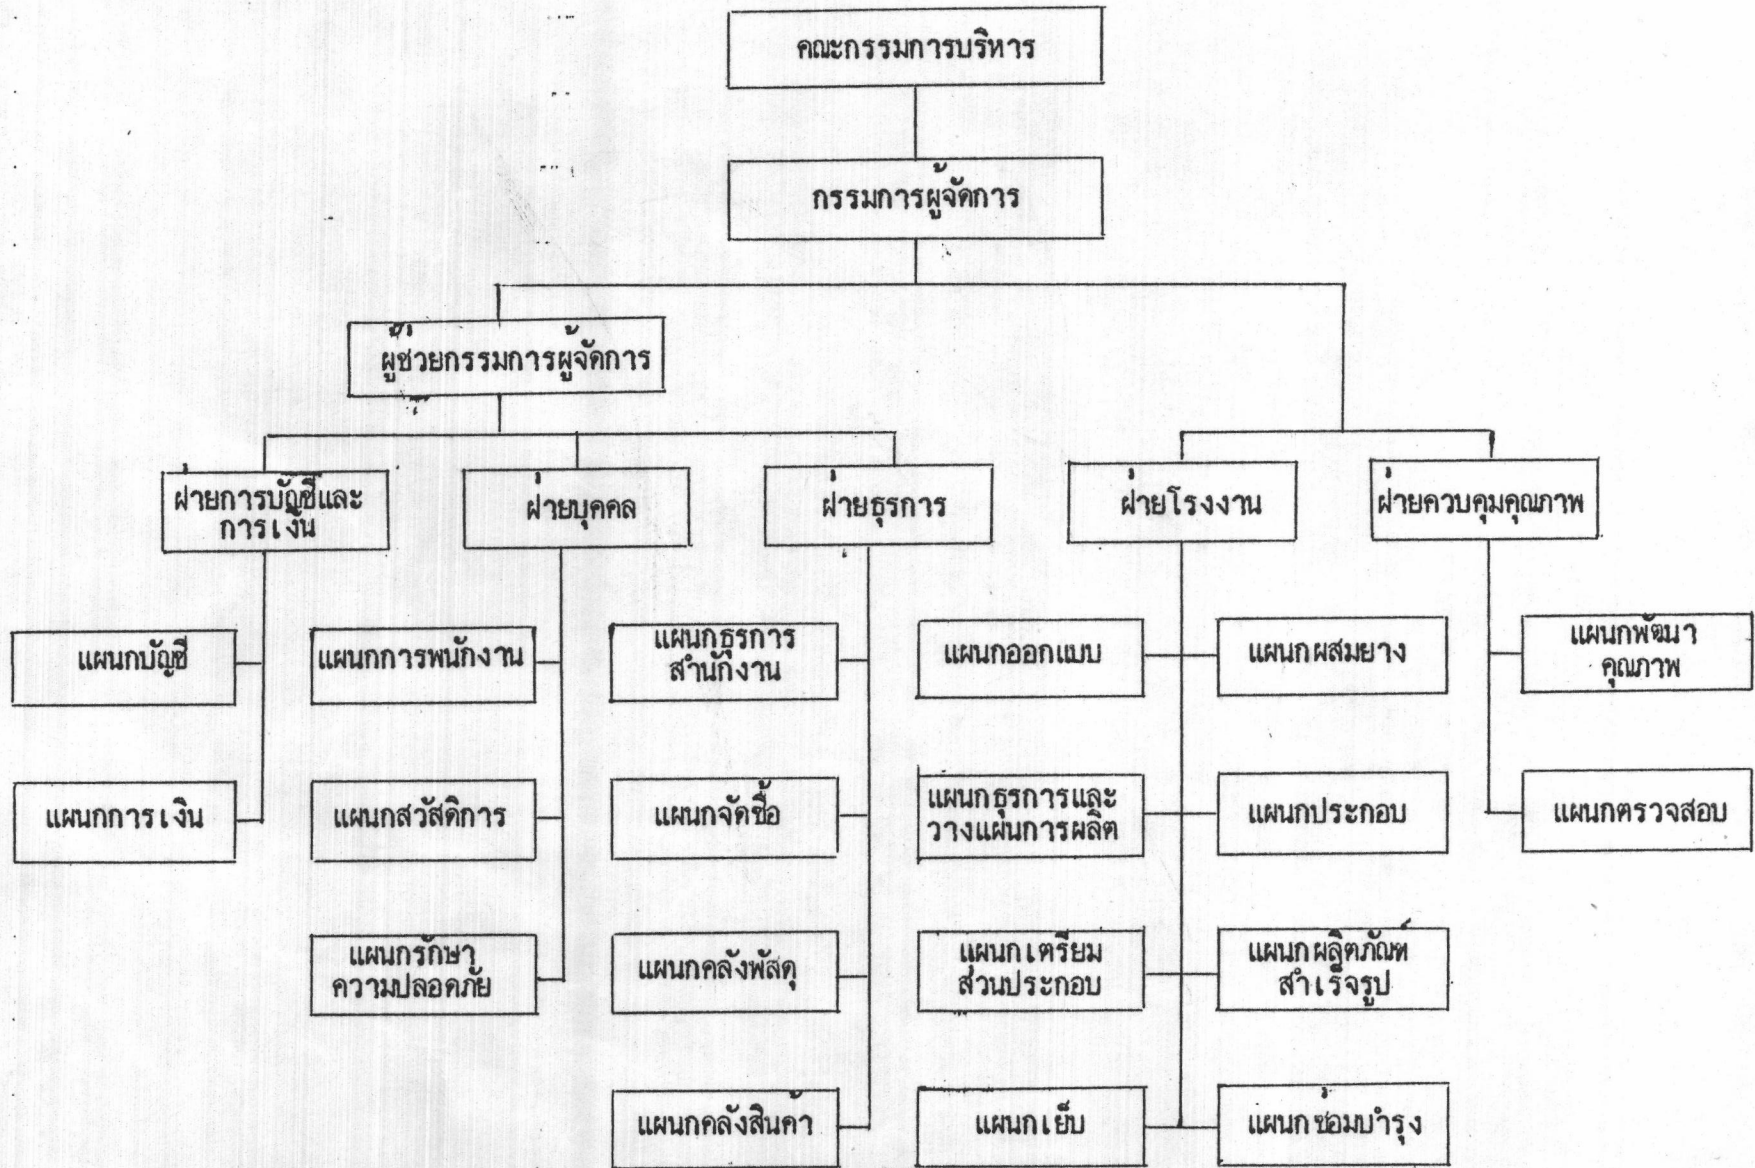 คณะกรรมการบริหาร
กรรมการผู้จัดการ
ผู้ช่วยกรรมการผู้จัดการ
ฝ่ายการบัญชีและ
การเงิน
ฝ่ายบุคคล
ฝ่ายธุรการ
ฝ่ายโรงงาน
ฝ่ายควบคุมคุณภาพ
แผนกบัญชี
แผนกการพนักงาน
แผนกธุรการ
สำนักงาน
แผนกออกแบบ
แผนกผสมยาง
แผนกพัฒนา
คุณภาพ
แผนกการเงิน
แผนกสวัสดิการ
แผนกจัดซื้อ
แผนกธุรการและ
วางแผนการผลิต
แผนกประกอบ
แผนกตรวจสอบ
แผนกรักษา
ความปลอดภัย
แผนกคลังพัสดุ
แผนกเตรียม
ส่วนประกอบ
แผนกผลิตภัณฑ์
สำเร็จรูป
แผนกคลังสินค้า
แผนกเย็บ
แผนกซ่อมบำรุง